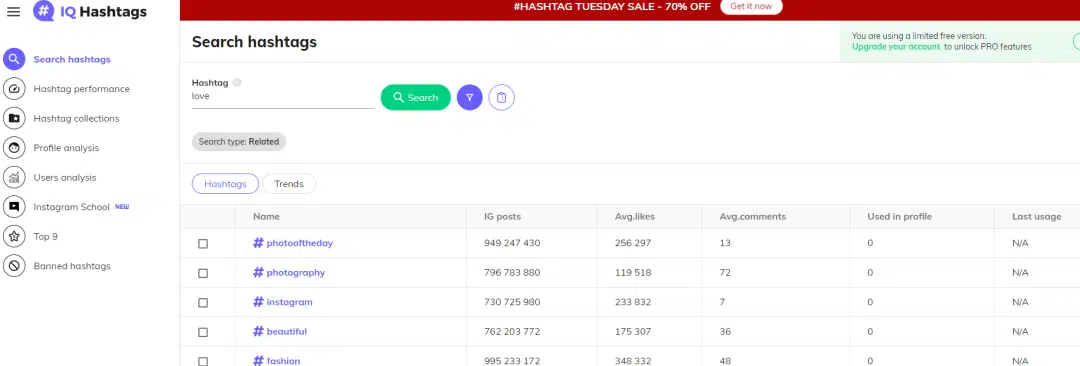 IQ Hashtags
#HASHTAG TUESDAY SALE - 70% OFF
Get it now
Search hashtags
Hashtag performance
Hashtag collections
Profile analysis
Users analysis
Instagram School NEW
Top 9
Banned hashtags
Search hashtags
You are using a limited free version.
Upgrade your account to unlock PRO features
Hashtag
love
Search
Search type: Related
Hashtags Trends
Name IG posts Avg.likes Avg.comments Used in profile Last usage
# photooftheday 949 247 430 256 297 13 0 N/A
# photography 796 783 880 119 518 72 0 N/A
# instagram 730 725 980 233 832 7 0 N/A
# beautiful 762 203 772 175 307 36 0 N/A
# fashion 995 233 172 348 332 48 0 N/A